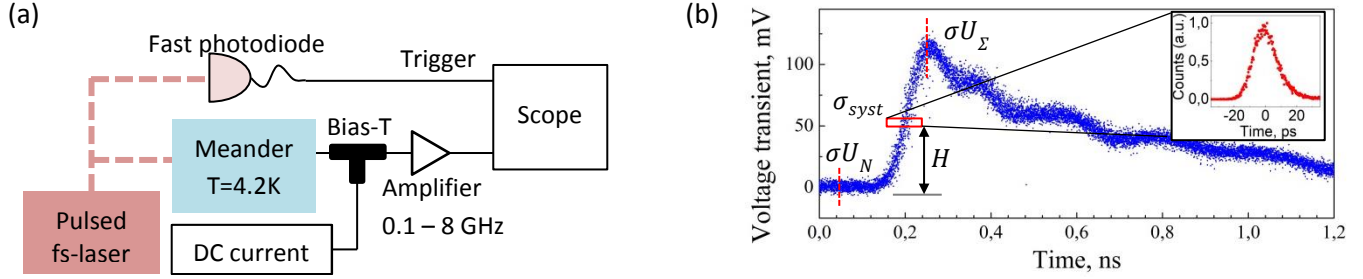 (a)
Fast photodiode
Trigger
Scope
Bias-T
Meander
T=4.2K
Amplifier
0.1 – 8 GHz
Pulsed
fs-laser
DC current
(b)
Voltage transient, mV
100
50
0
0,0 0,2 0,4 0,6 0,8 1,0 1,2
Time, ns
σU_Σ
σ_syst
σU_N
H
Counts (a.u.)
1,0
0,5
0,0
-20 0 20
Time, ps